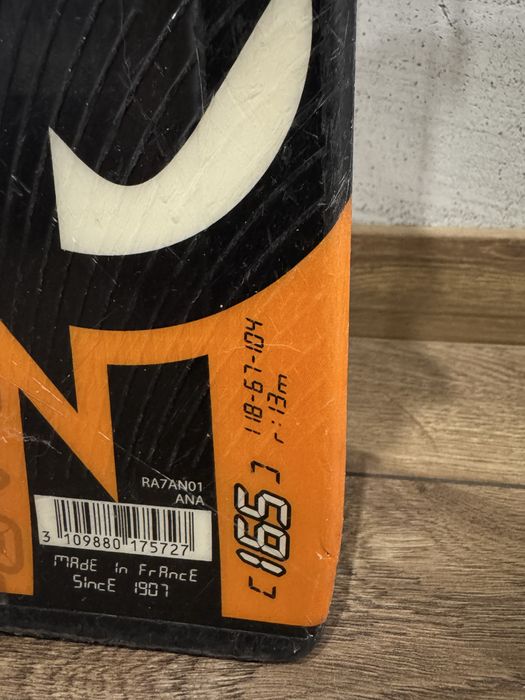 118-67-104
r : 13m
[165]
RA7AN01
ANA
3 109880 175727
MADE In FrAncE
SIncE 1907